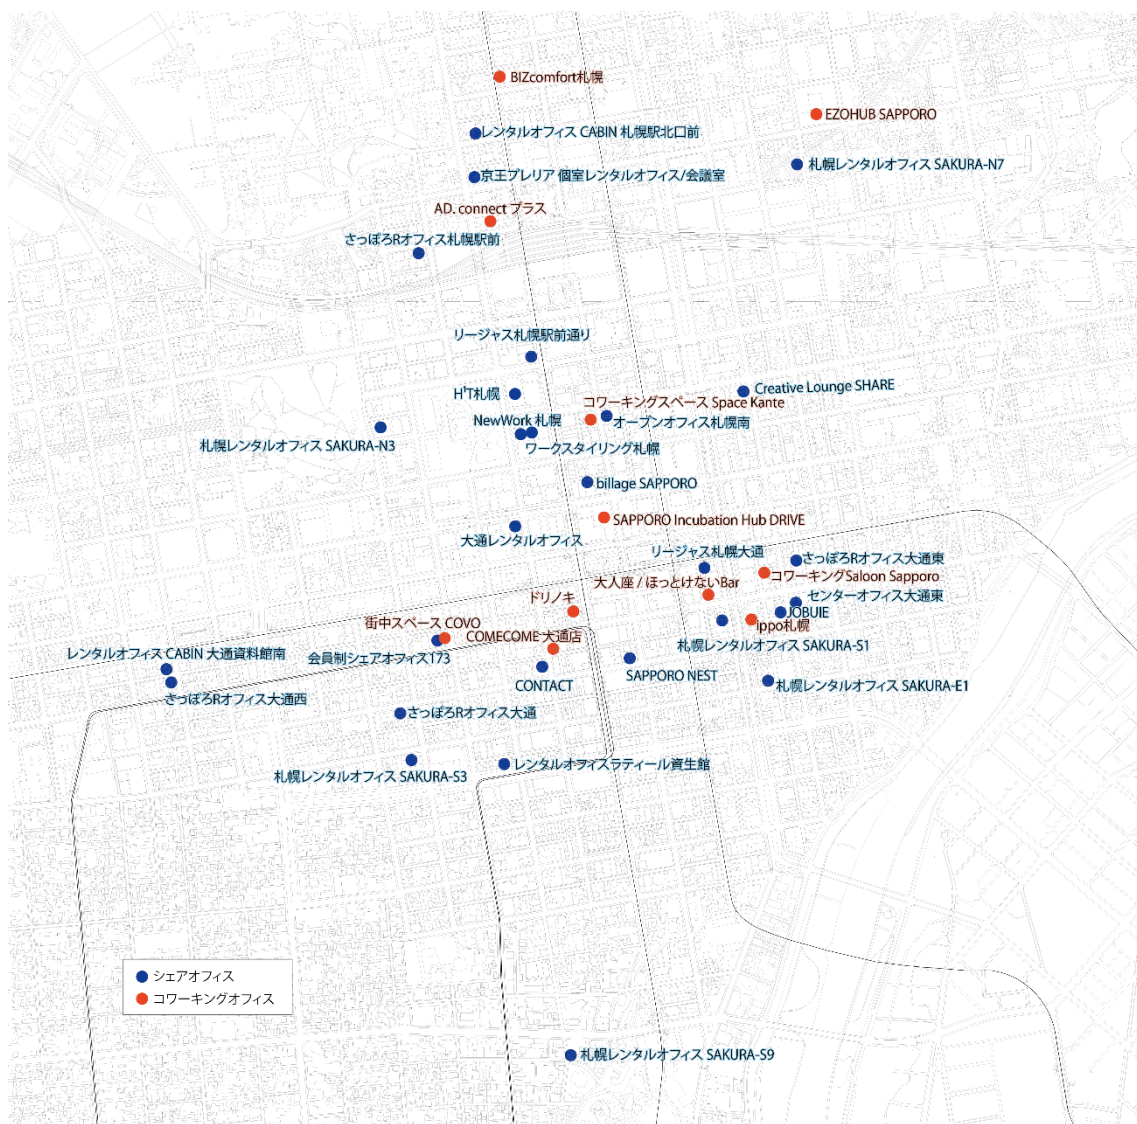 BIZcomfort札幌
EZOHUB SAPPORO
レンタルオフィス CABIN 札幌駅北口前
札幌レンタルオフィス SAKURA-N7
京王プレリア 個室レンタルオフィス/会議室
AD. connect プラス
さっぽろRオフィス札幌駅前
リージャス札幌駅前通り
H¹T札幌
Creative Lounge SHARE
コワーキングスペース Space Kante
NewWork 札幌
オープンオフィス札幌南
札幌レンタルオフィス SAKURA-N3
ワークスタイリング札幌
billage SAPPORO
SAPPORO Incubation Hub DRIVE
大通レンタルオフィス
リージャス札幌大通
さっぽろRオフィス大通東
大人座 / ほっとけないBar
コワーキングSaloon Sapporo
ドリノキ
センターオフィス大通東
JOBUIE
街中スペース COVO
ippo札幌
COMECOME 大通店
札幌レンタルオフィス SAKURA-S1
レンタルオフィス CABIN 大通資料館南
会員制シェアオフィス173
SAPPORO NEST
CONTACT
札幌レンタルオフィス SAKURA-E1
さっぽろRオフィス大通西
さっぽろRオフィス大通
レンタルオフィスラティール資生館
札幌レンタルオフィス SAKURA-S3
シェアオフィス
コワーキングオフィス
札幌レンタルオフィス SAKURA-S9